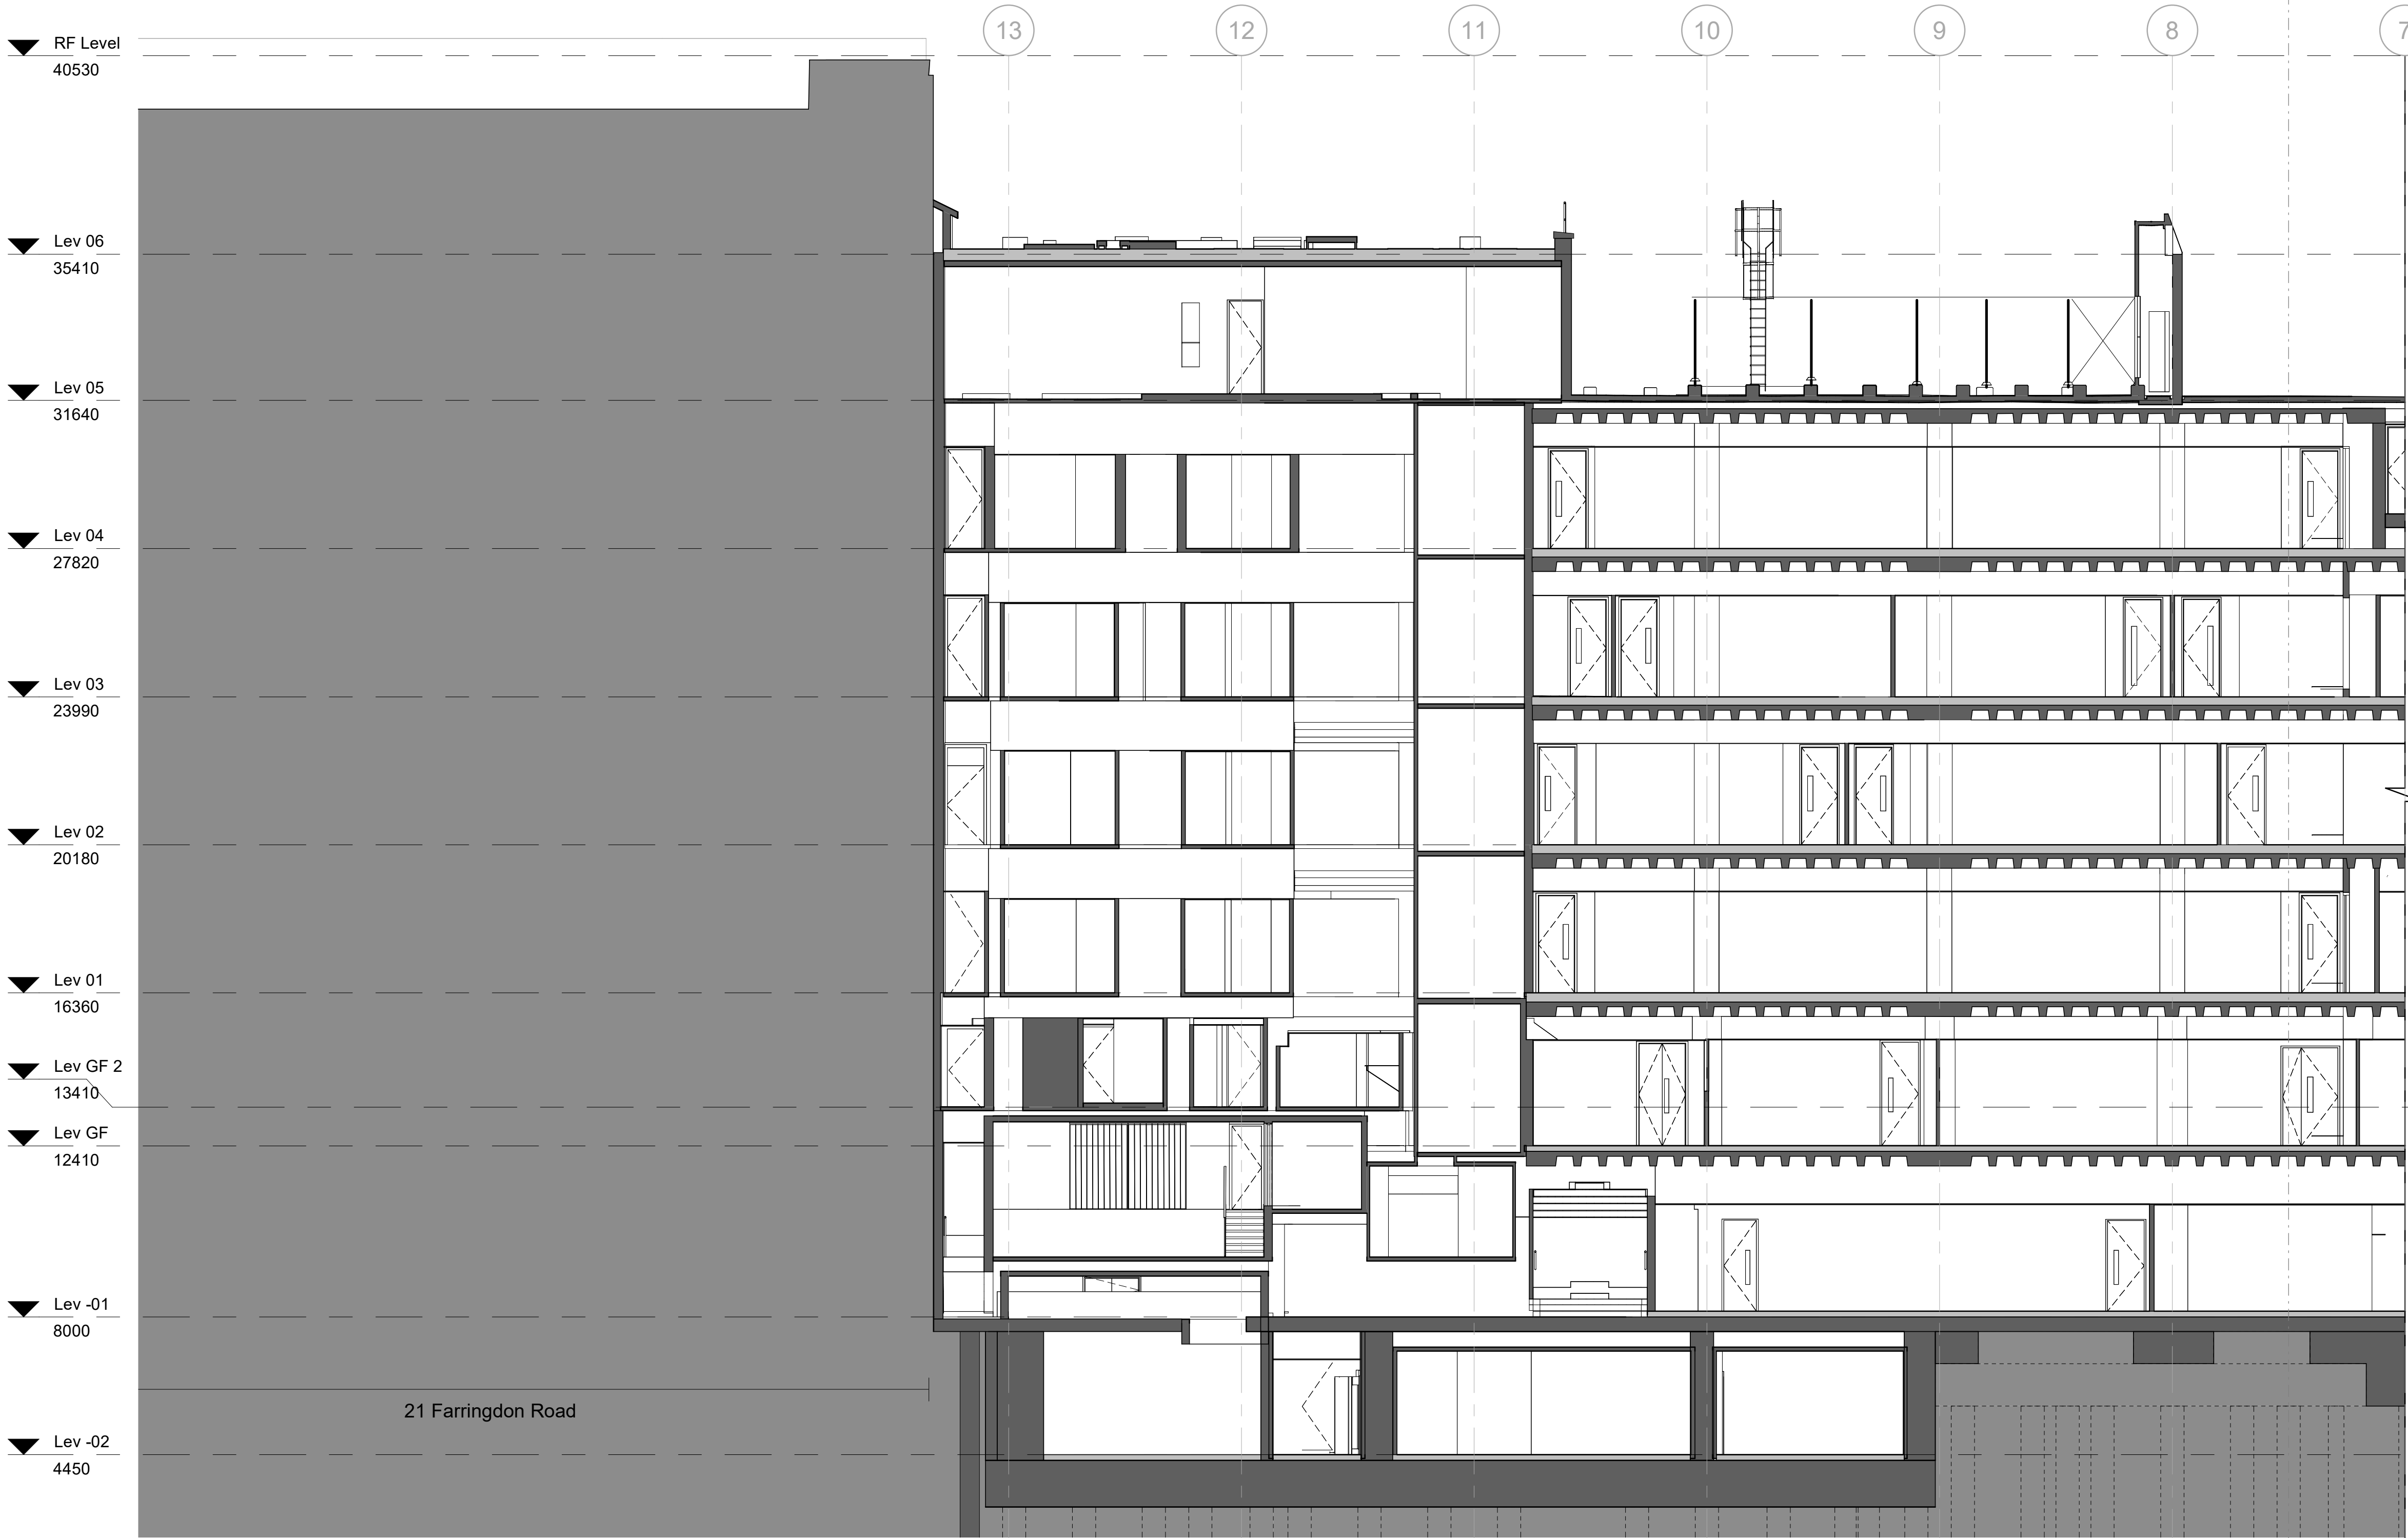 13
12
11
10
9
8
7
RF Level
40530
Lev 06
35410
Lev 05
31640
Lev 04
27820
Lev 03
23990
Lev 02
20180
Lev 01
16360
Lev GF 2
13410
Lev GF
12410
Lev -01
8000
21 Farringdon Road
Lev -02
4450